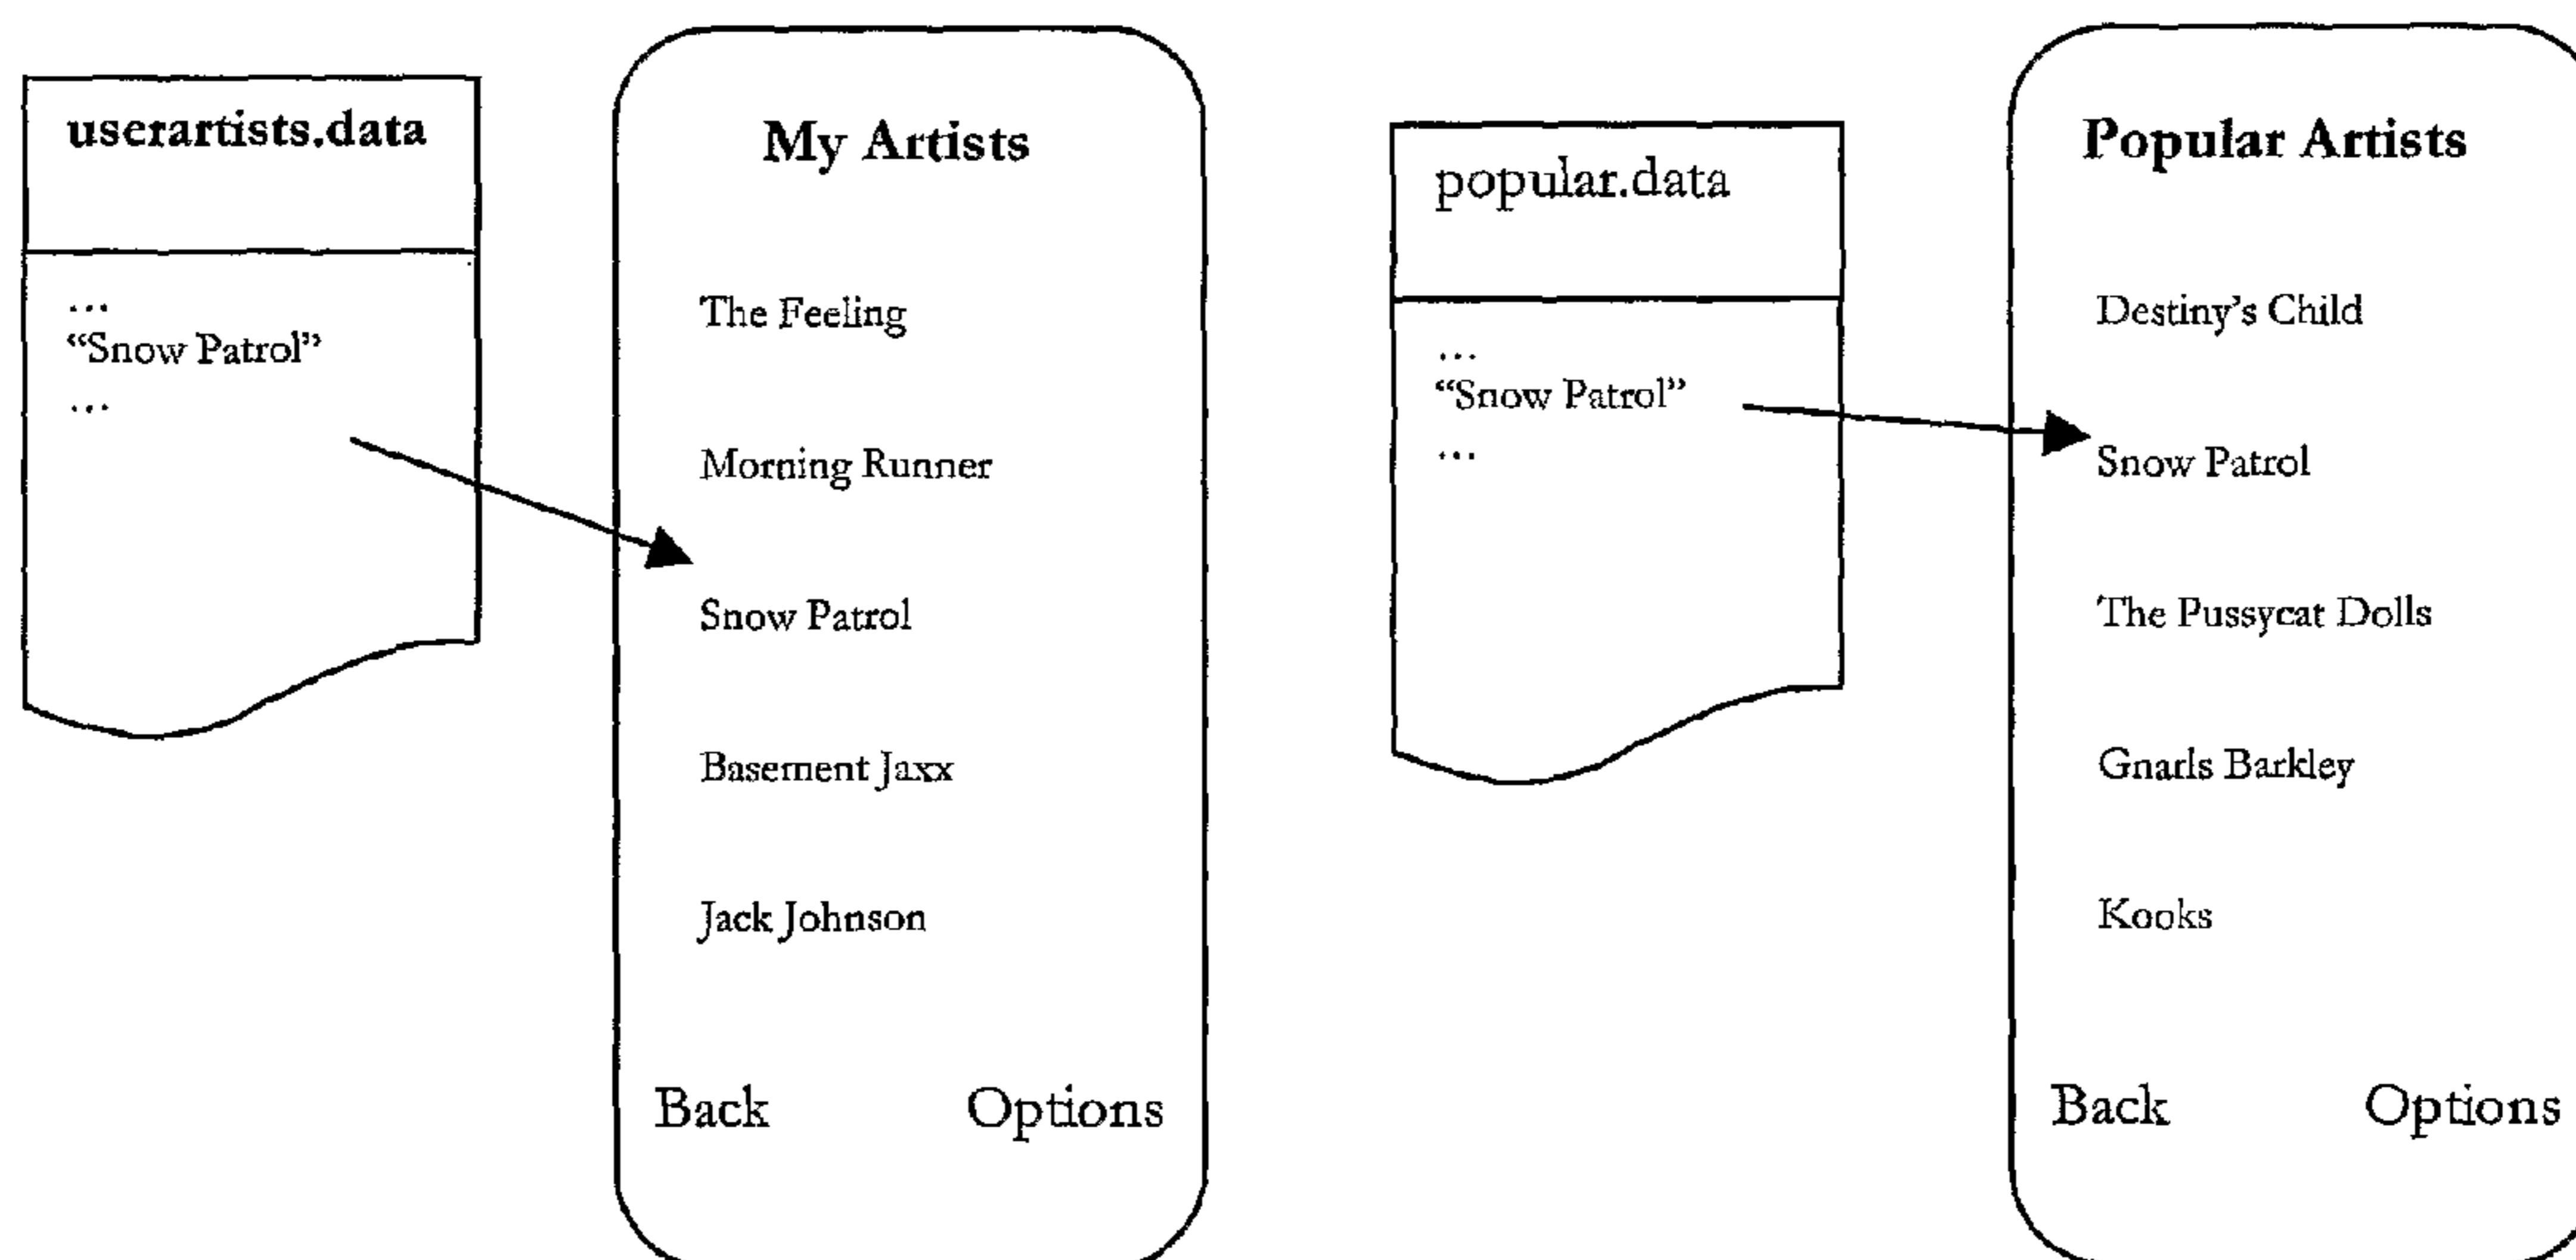 userartists.data
...
“Snow Patrol”
...
My Artists
The Feeling
Morning Runner
Snow Patrol
Basement Jaxx
Jack Johnson
Back
Options
popular.data
...
“Snow Patrol”
...
Popular Artists
Destiny’s Child
Snow Patrol
The Pussycat Dolls
Gnarls Barkley
Kooks
Back
Options